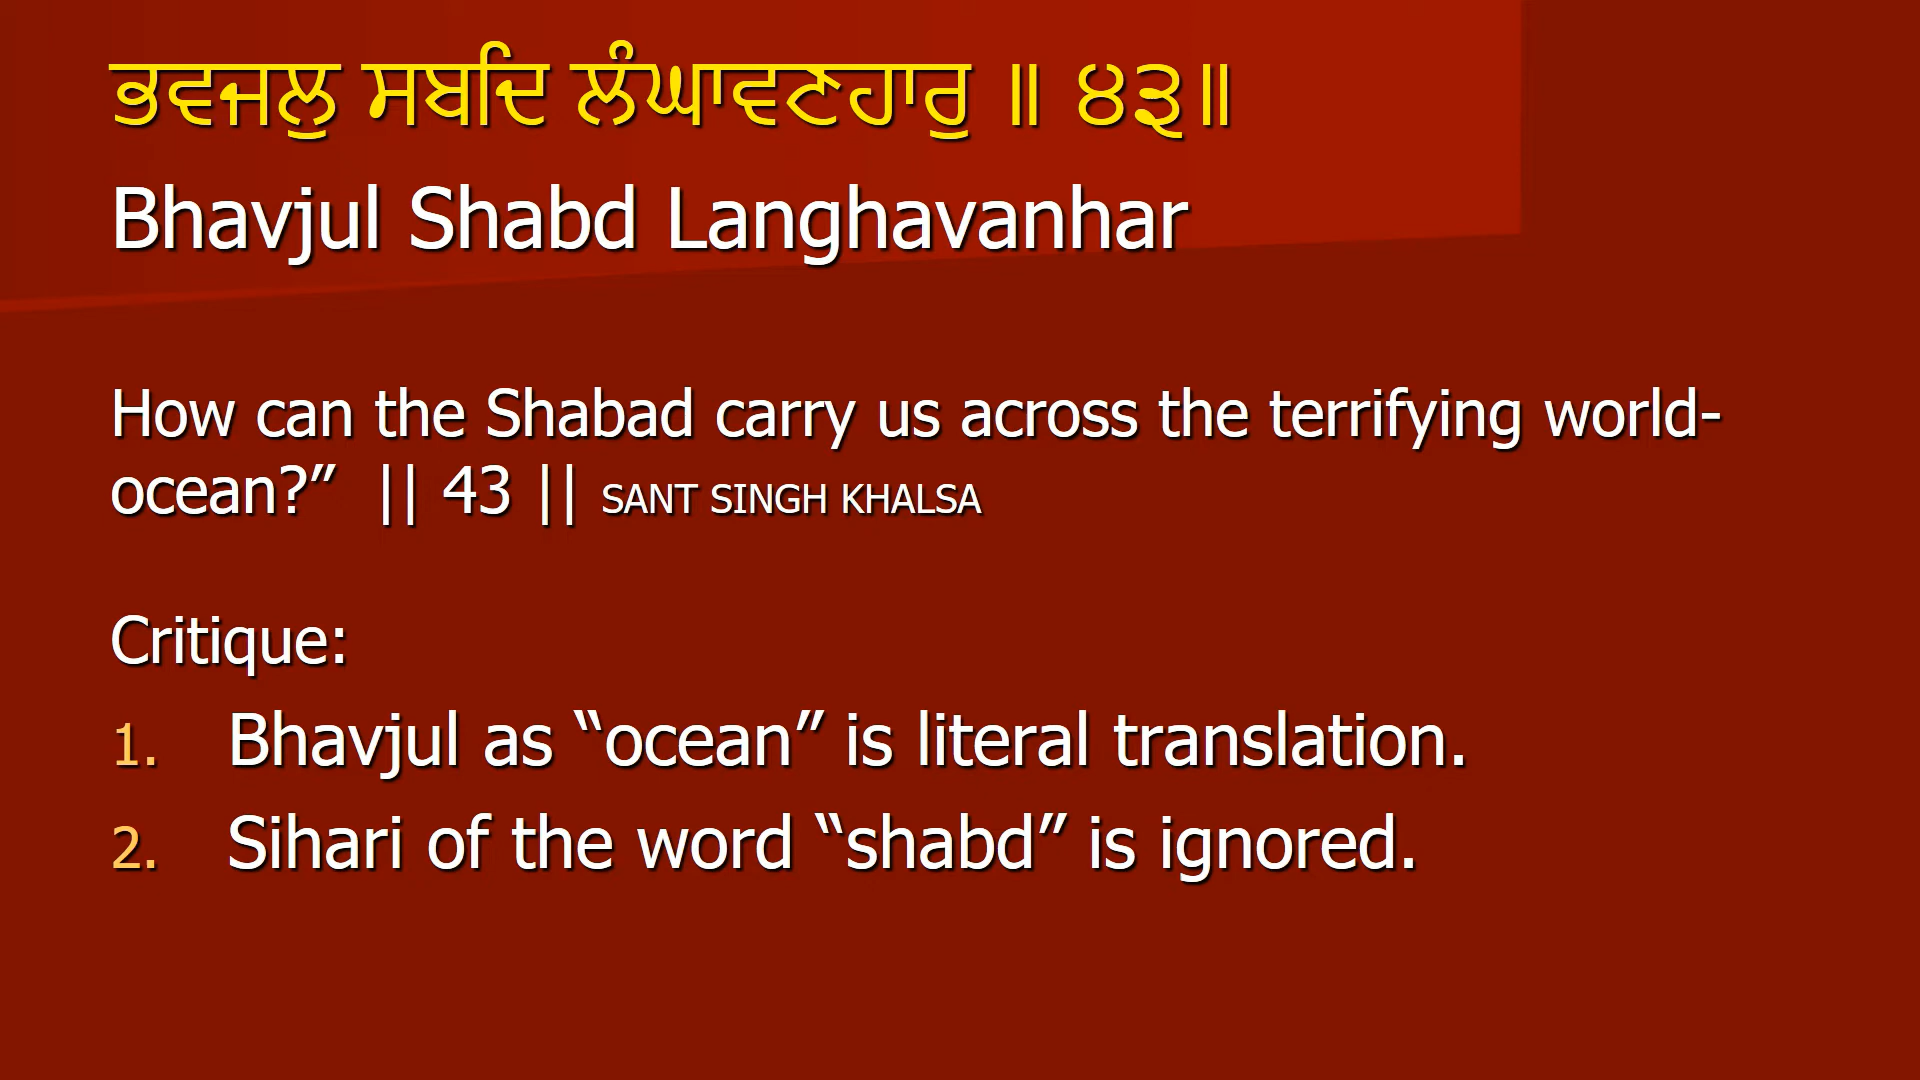 ਭਵਜਲੁ ਸਬਦਿ ਲੰਘਾਵਣਹਾਰੁ ॥ ੪੩॥
Bhavjul Shabd Langhavanhar
How can the Shabad carry us across the terrifying world-
ocean?” || 43 || SANT SINGH KHALSA
Critique:
1. Bhavjul as “ocean” is literal translation.
2. Sihari of the word “shabd” is ignored.